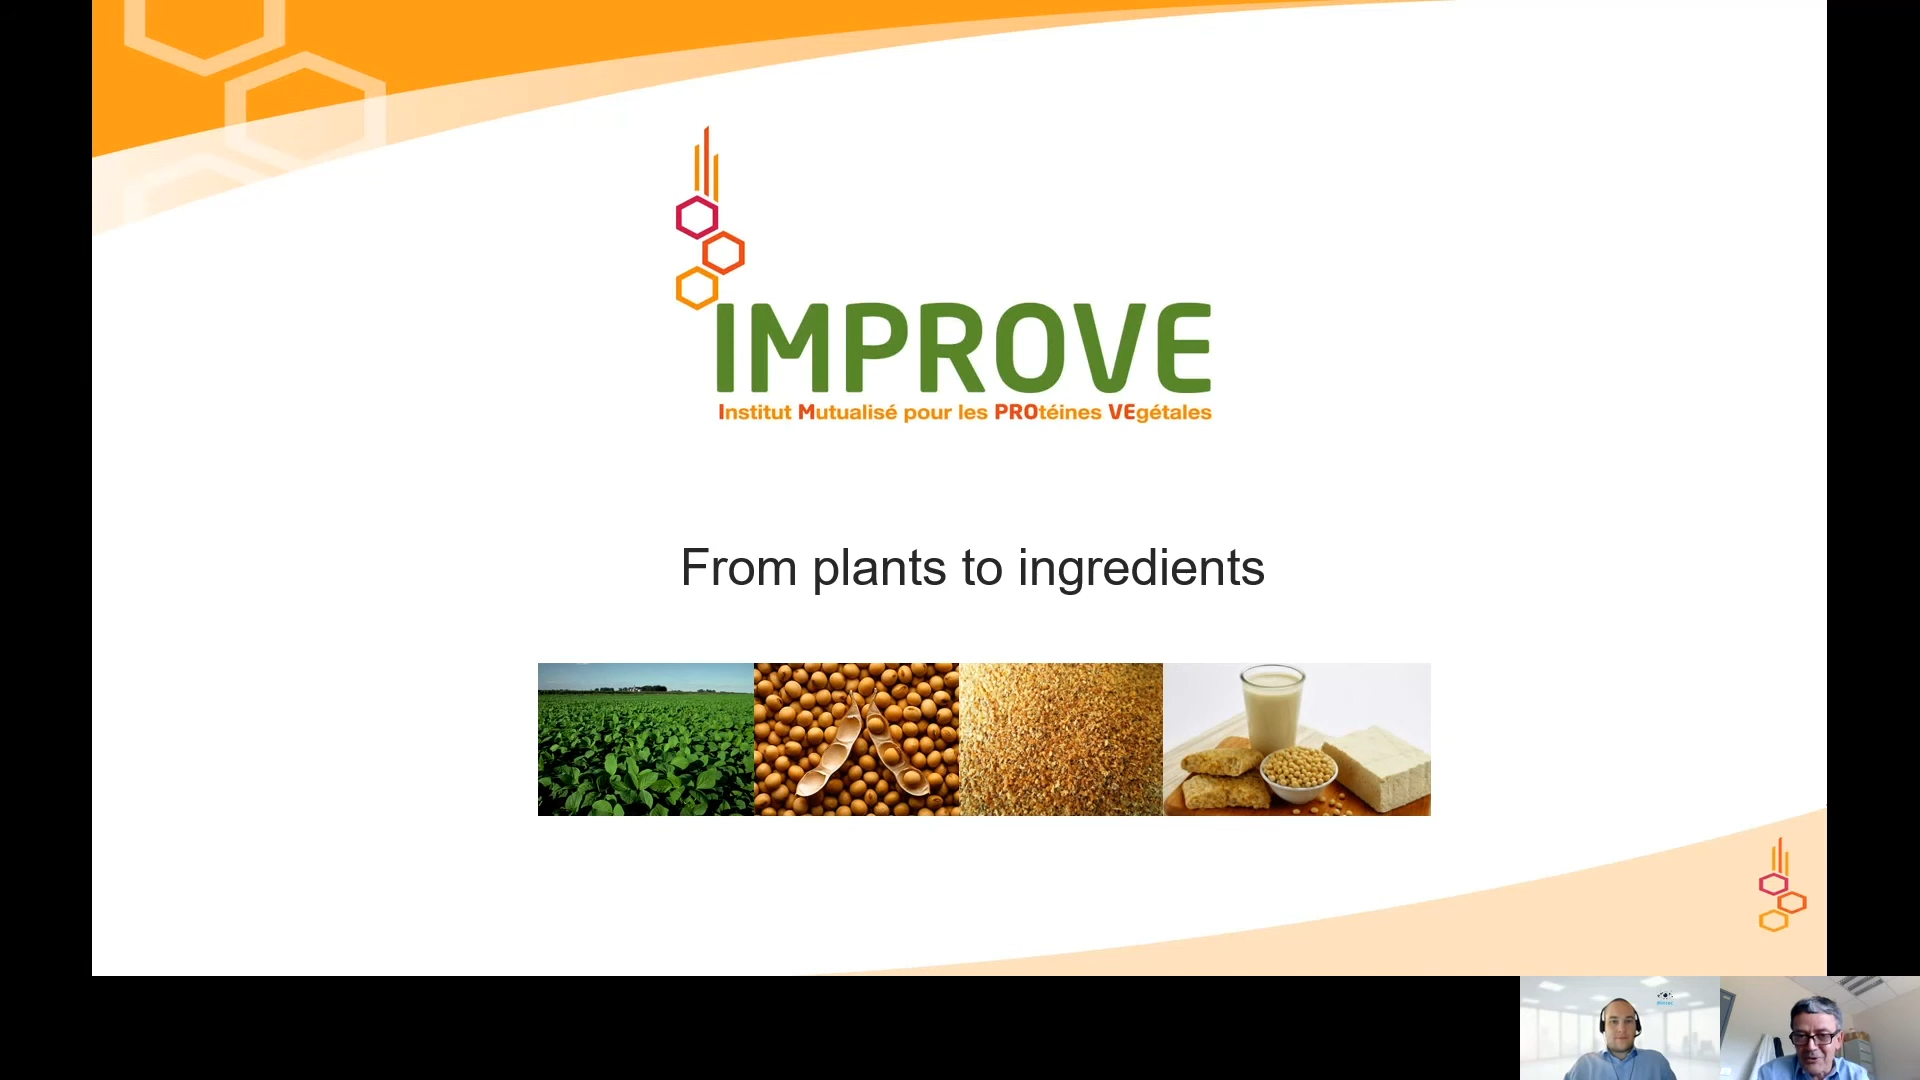 IMPROVE
Institut Mutualisé pour les PROtéines VEgétales
From plants to ingredients